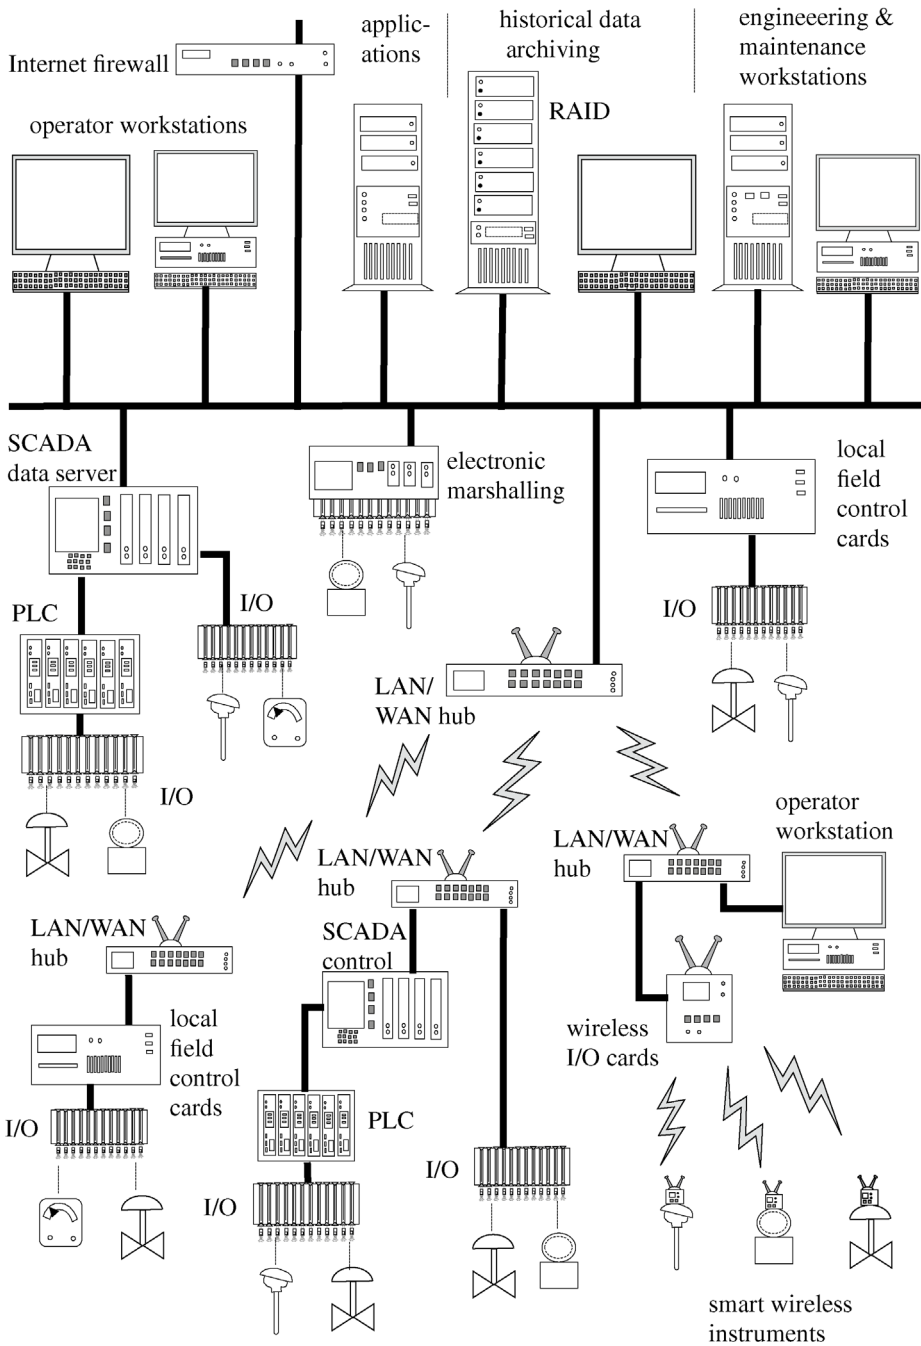 applic-
ations
historical data
archiving
engineeering &
maintenance
workstations
Internet firewall
RAID
operator workstations
SCADA
data server
electronic
marshalling
local
field
control
cards
PLC
I/O
I/O
LAN/
WAN hub
I/O
operator
workstation
LAN/WAN
hub
LAN/WAN
hub
LAN/WAN
hub
SCADA
control
local
field
control
cards
wireless
I/O cards
I/O
PLC
I/O
I/O
smart wireless
instruments